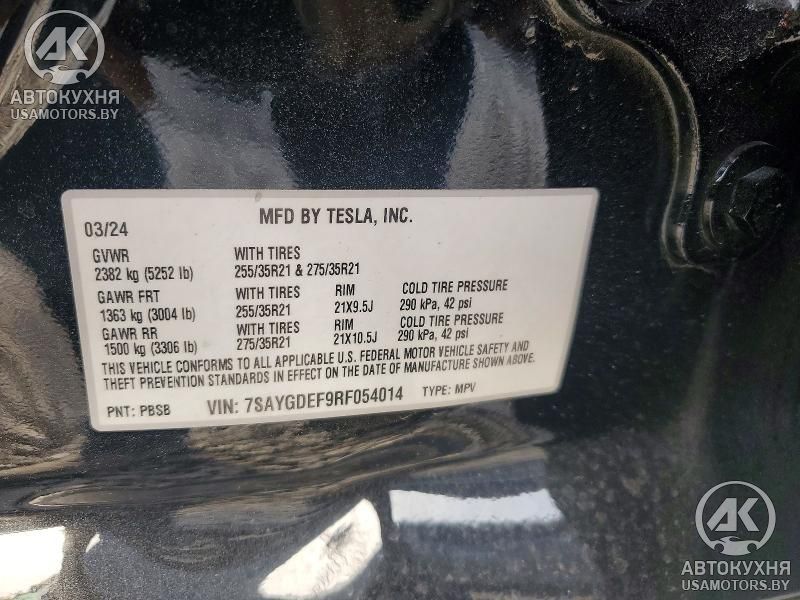 АК
АВТОКУХНЯ
USAMOTORS.BY
MFD BY TESLA, INC.
03/24
GVWR WITH TIRES
2382 kg (5252 lb) 255/35R21 & 275/35R21
GAWR FRT WITH TIRES RIM COLD TIRE PRESSURE
1363 kg (3004 lb) 255/35R21 21X9.5J 290 kPa, 42 psi
GAWR RR WITH TIRES RIM COLD TIRE PRESSURE
1500 kg (3306 lb) 275/35R21 21X10.5J 290 kPa, 42 psi
THIS VEHICLE CONFORMS TO ALL APPLICABLE U.S. FEDERAL MOTOR VEHICLE SAFETY AND
THEFT PREVENTION STANDARDS IN EFFECT ON THE DATE OF MANUFACTURE SHOWN ABOVE.
PNT: PBSB VIN: 7SAYGDEF9RF054014 TYPE: MPV
АК
АВТОКУХНЯ
USAMOTORS.BY